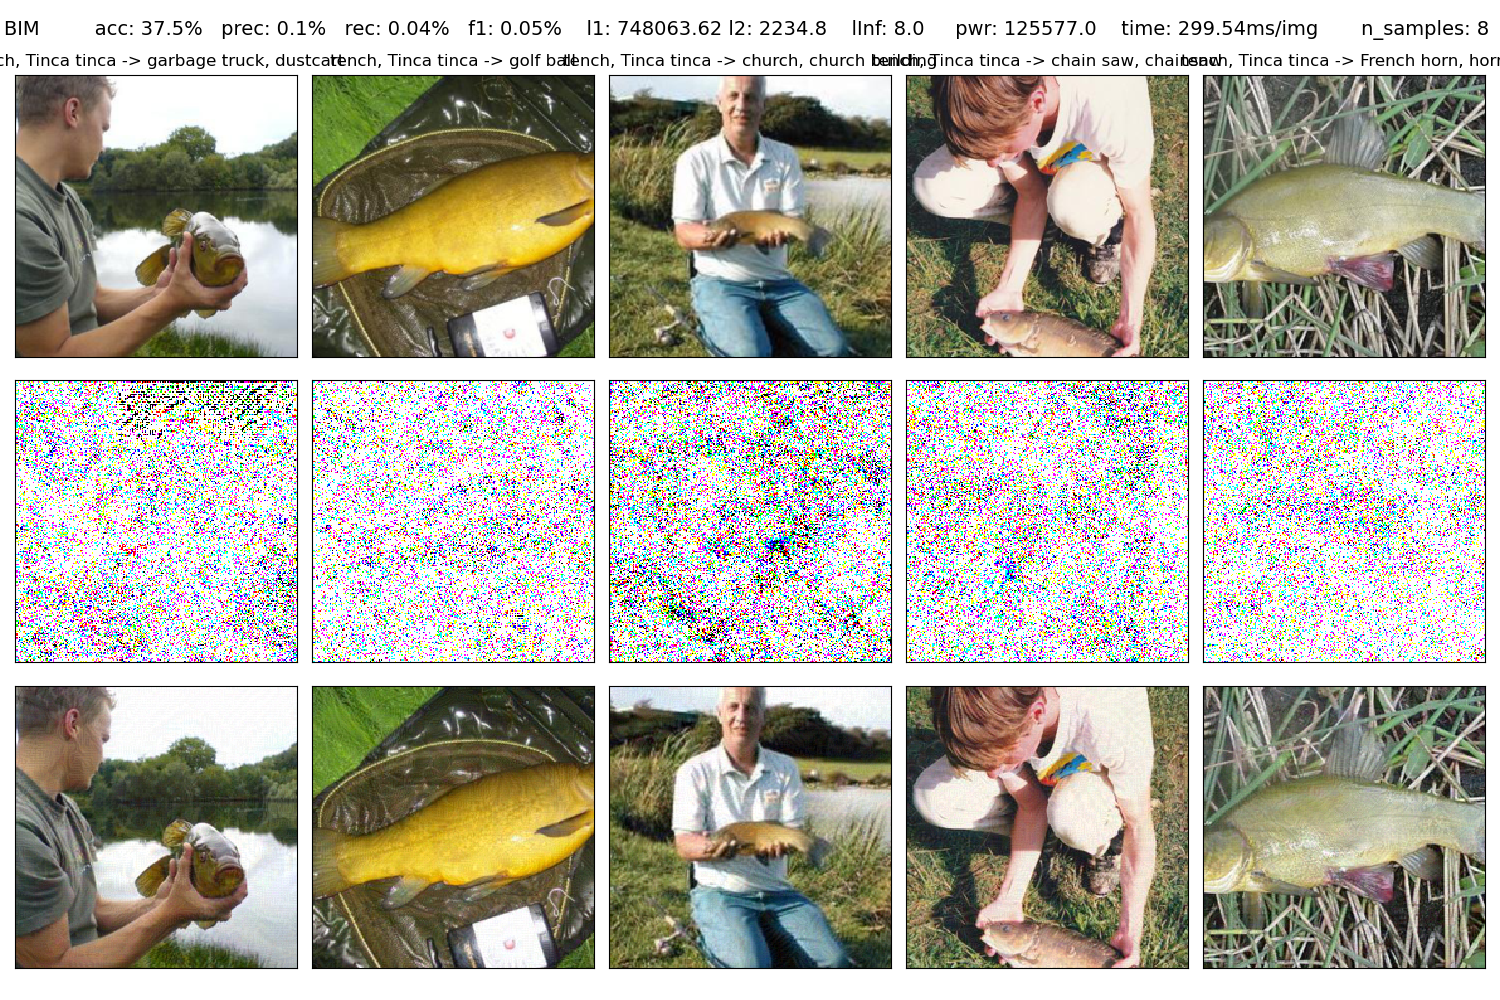 BIM acc: 37.5% prec: 0.1% rec: 0.04% f1: 0.05% l1: 748063.62 l2: 2234.8 lInf: 8.0 pwr: 125577.0 time: 299.54ms/img n_samples: 8
ch, Tinca tinca -> garbage truck, dustcart tench, Tinca tinca -> golf ball tench, Tinca tinca -> church, church building tench, Tinca tinca -> chain saw, chainsaw tench, Tinca tinca -> French horn, horn